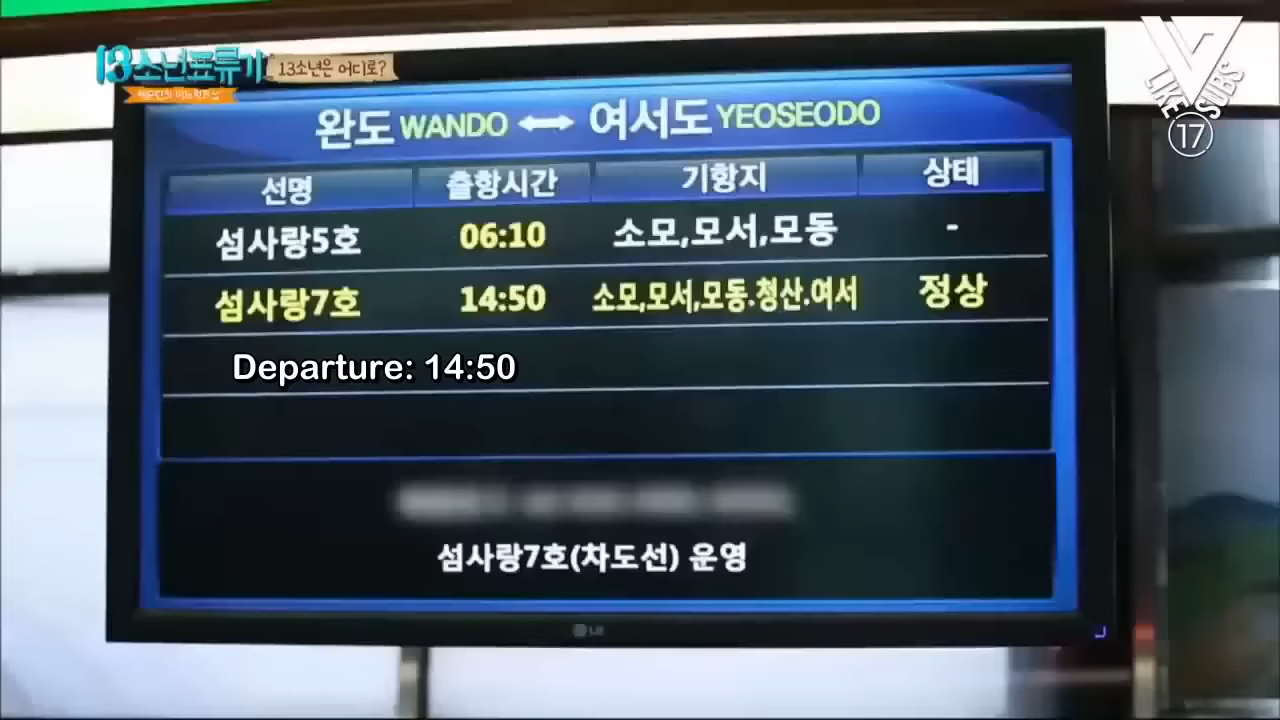 13소년표류기 13소년은 어디로?
V
LIKE SUBS
17
완도 WANDO ↔ 여서도 YEOSEODO
선명 출항시간 기항지 상태
섬사랑5호 06:10 소모,모서,모동 -
섬사랑7호 14:50 소모,모서,모동.청산.여서 정상
Departure: 14:50
섬사랑7호(차도선) 운영
LG